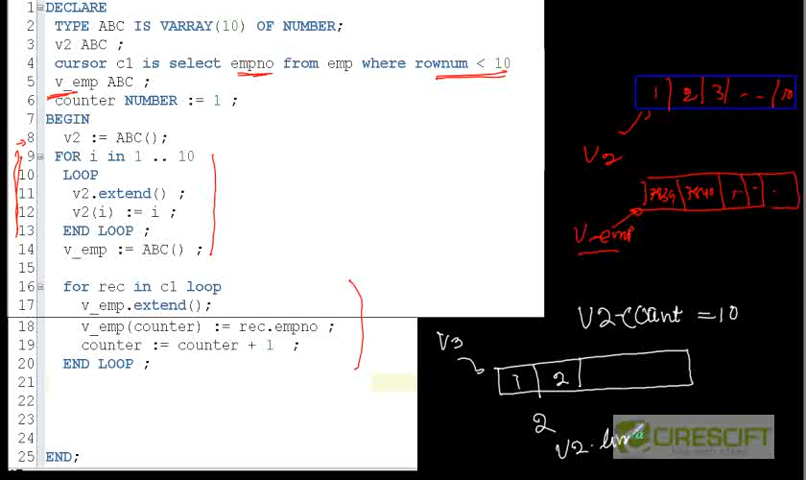 1 DECLARE
2 TYPE ABC IS VARRAY(10) OF NUMBER;
3 v2 ABC ;
4 cursor c1 is select empno from emp where rownum < 10
5 v_emp ABC ;
6 counter NUMBER := 1 ;
7 BEGIN
8 v2 := ABC();
9 FOR i in 1 .. 10
10 LOOP
11 v2.extend() ;
12 v2(i) := i ;
13 END LOOP ;
14 v_emp := ABC() ;
15
16 for rec in c1 loop
17 v_emp.extend();
18 v_emp(counter) := rec.empno ;
19 counter := counter + 1 ;
20 END LOOP ;
21
22
23
24
25 END;
1 2 3 . . . 10
V2
7839 7840
V-emp
V2-count = 10
V3
1 2
2
V2.lim
CIRESCIFT